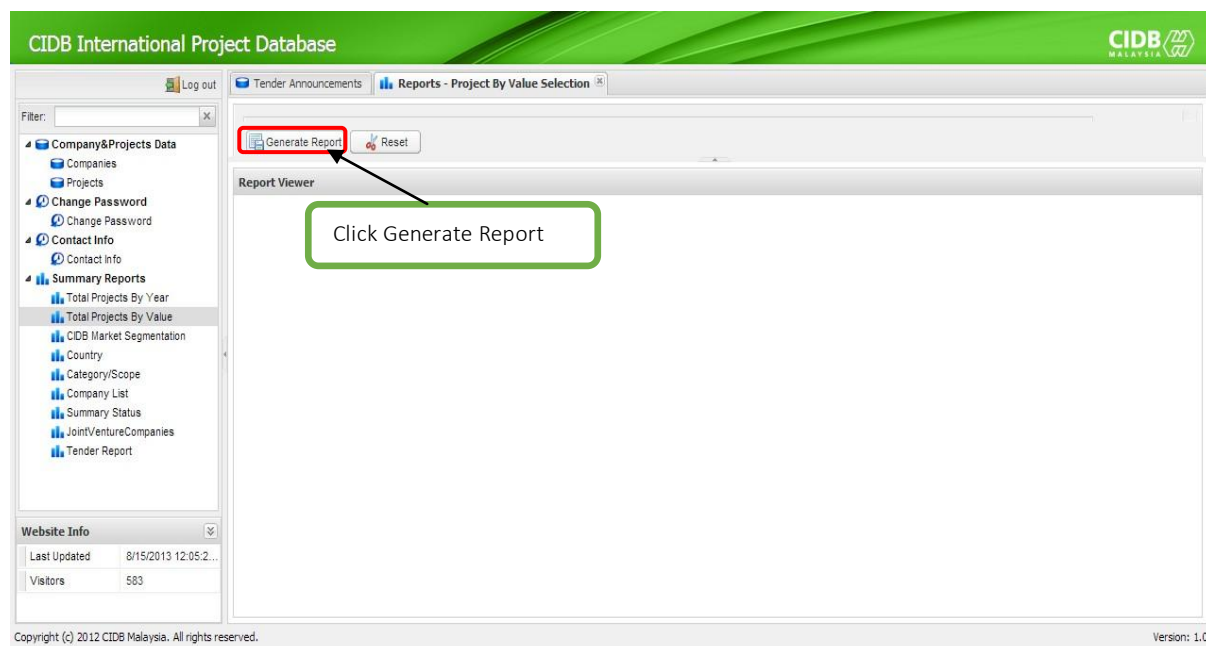 CIDB International Project Database
CIDB
MALAYSIA
Log out
Tender Announcements
Reports - Project By Value Selection
Filter:
Company&Projects Data
Companies
Projects
Change Password
Change Password
Contact Info
Contact Info
Summary Reports
Total Projects By Year
Total Projects By Value
CIDB Market Segmentation
Country
Category/Scope
Company List
Summary Status
JointVentureCompanies
Tender Report
Generate Report
Reset
Report Viewer
Click Generate Report
Website Info
Last Updated 8/15/2013 12:05:2...
Visitors 583
Copyright (c) 2012 CIDB Malaysia. All rights reserved.
Version: 1.0